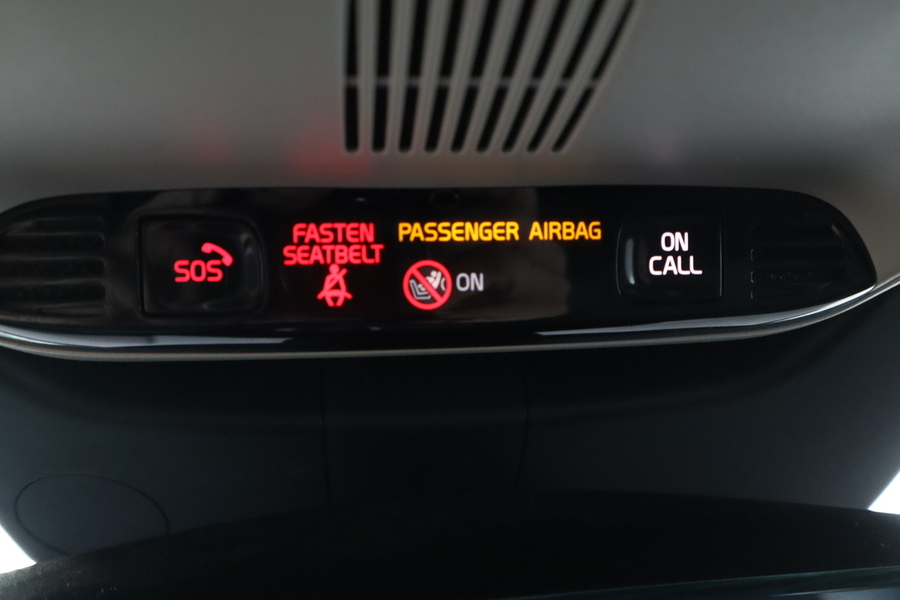 SOS
FASTEN
SEATBELT
PASSENGER AIRBAG
ON
ON
CALL